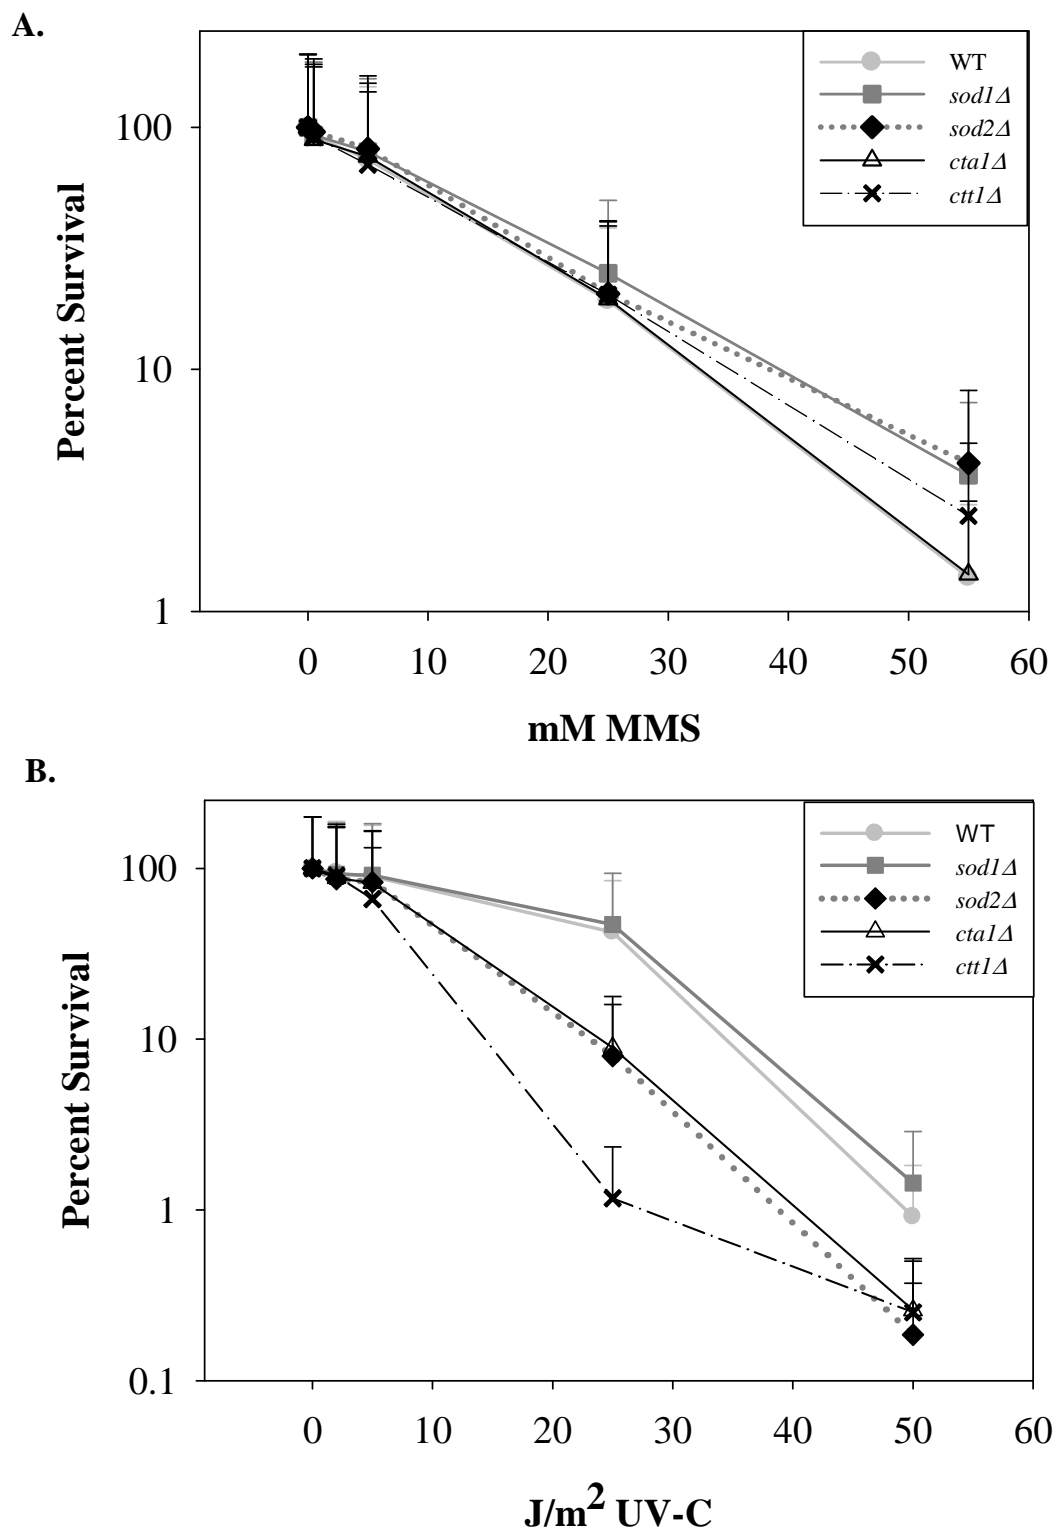 A.
Percent Survival
100
10
1
WT
sod1Δ
sod2Δ
cta1Δ
ctt1Δ
0 10 20 30 40 50 60
mM MMS
B.
Percent Survival
100
10
1
0.1
WT
sod1Δ
sod2Δ
cta1Δ
ctt1Δ
0 10 20 30 40 50 60
J/m² UV-C